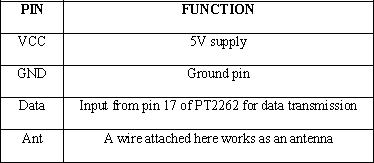 PIN FUNCTION
VCC 5V supply
GND Ground pin
Data Input from pin 17 of PT2262 for data transmission
Ant A wire attached here works as an antenna